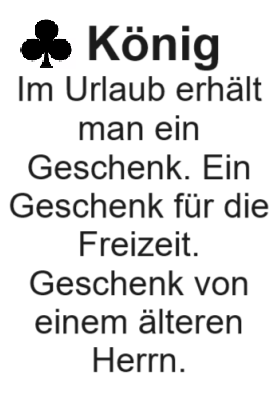 ♣ König
Im Urlaub erhält
man ein
Geschenk. Ein
Geschenk für die
Freizeit.
Geschenk von
einem älteren
Herrn.